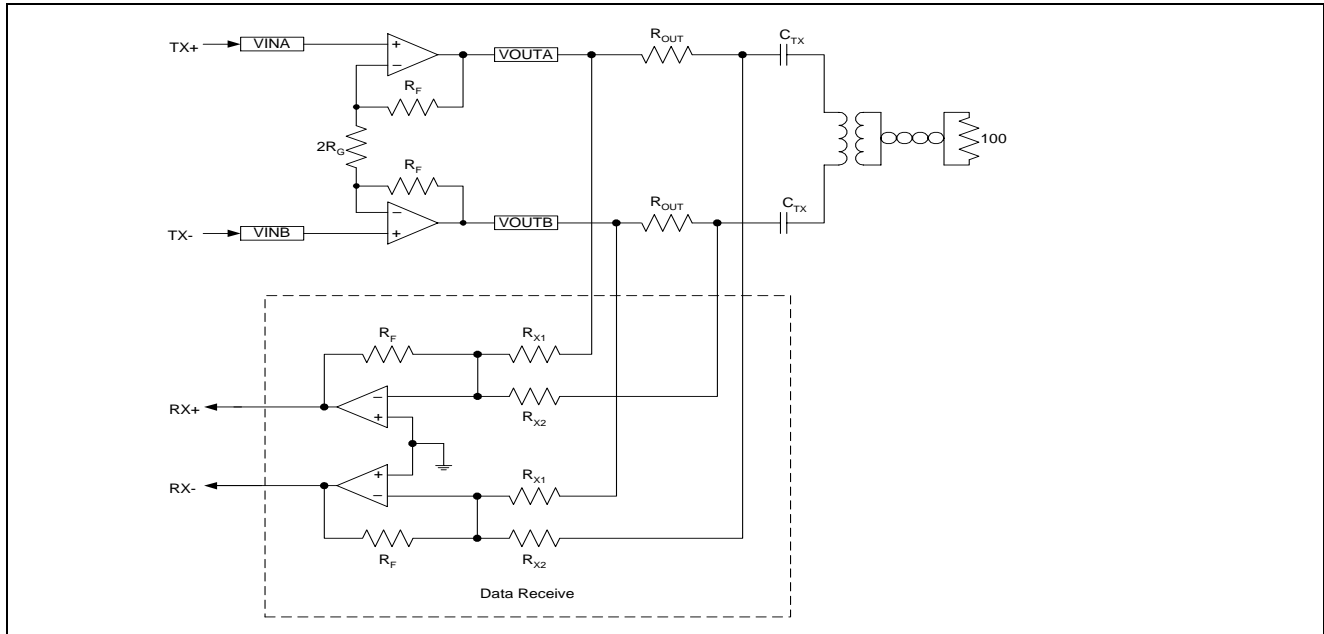 TX+ VINA + − VOUTA R_OUT C_TX
R_F
2R_G 100
R_F
TX- VINB − + VOUTB R_OUT C_TX
R_F R_X1
RX+ − + R_X2
RX- + − R_X1
R_F R_X2
Data Receive